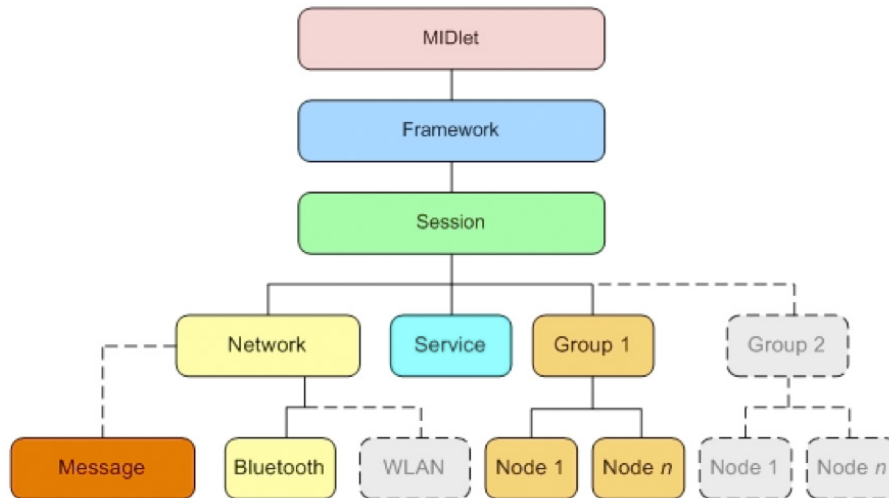 MIDlet
Framework
Session
Network
Service
Group 1
Group 2
Message
Bluetooth
WLAN
Node 1
Node n
Node 1
Node n